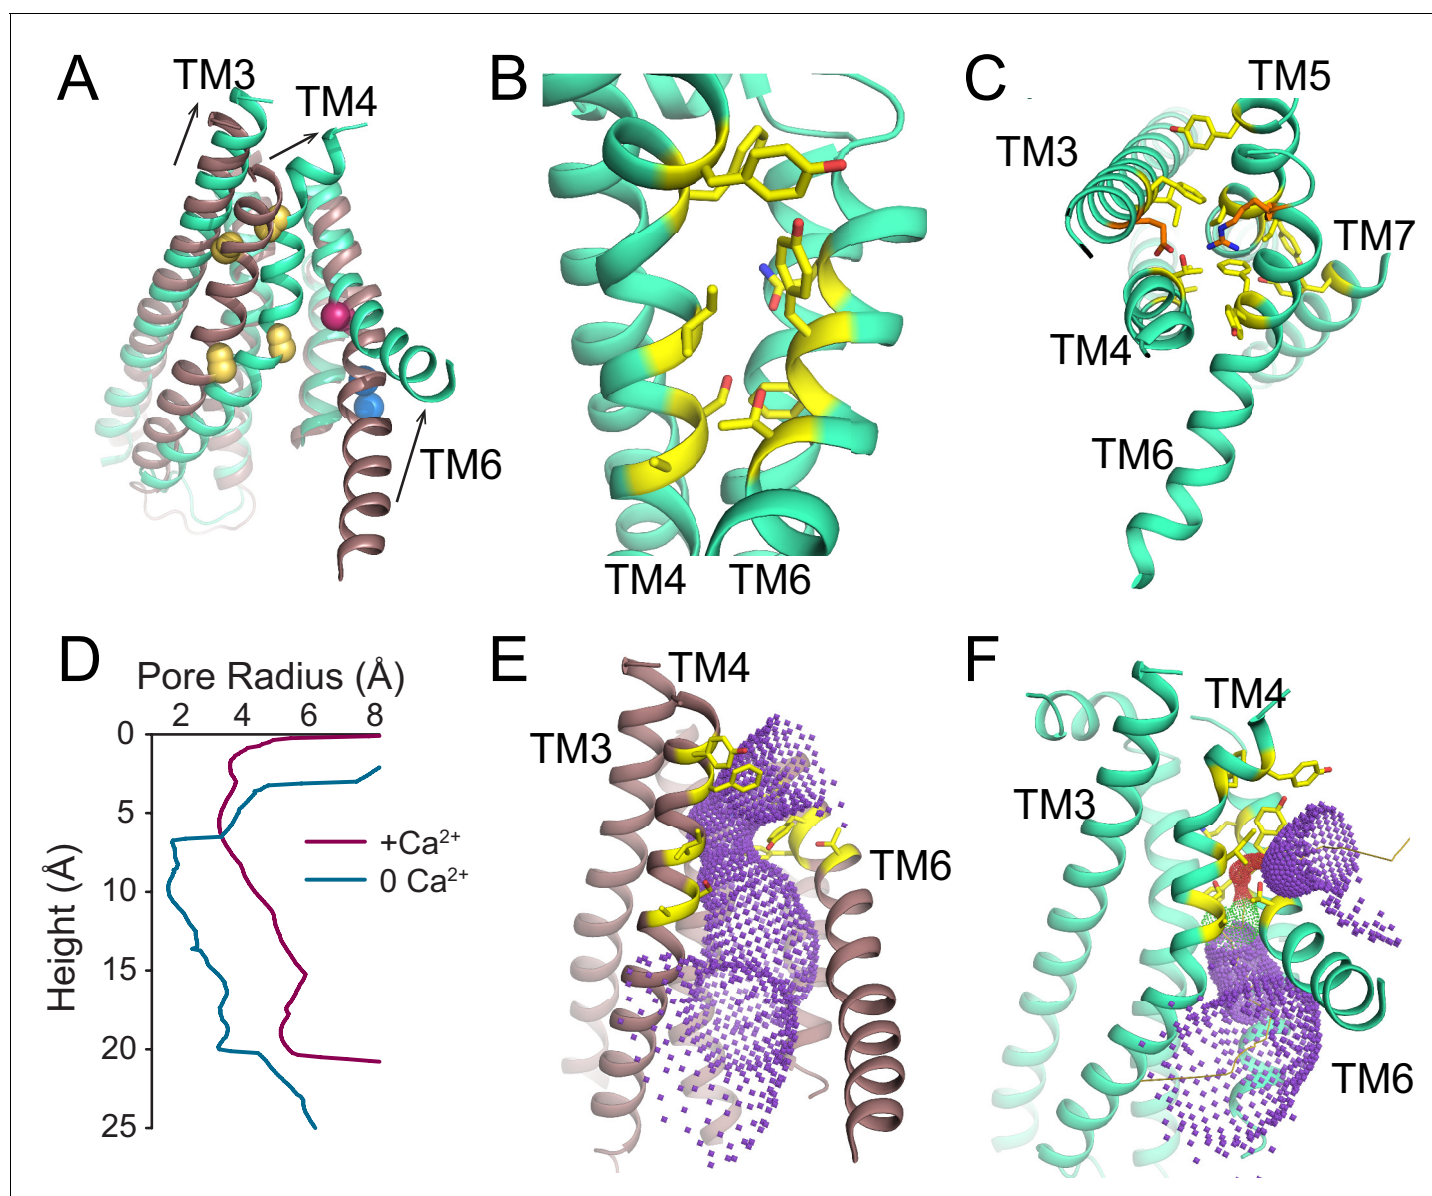 A
TM3
TM4
TM6
B
TM4 TM6
C
TM5
TM3
TM7
TM4
TM6
D
Pore Radius (Å)
2 4 6 8
0
5
10
15
20
25
Height (Å)
+Ca²⁺
0 Ca²⁺
E
TM4
TM3
TM6
F
TM4
TM3
TM6